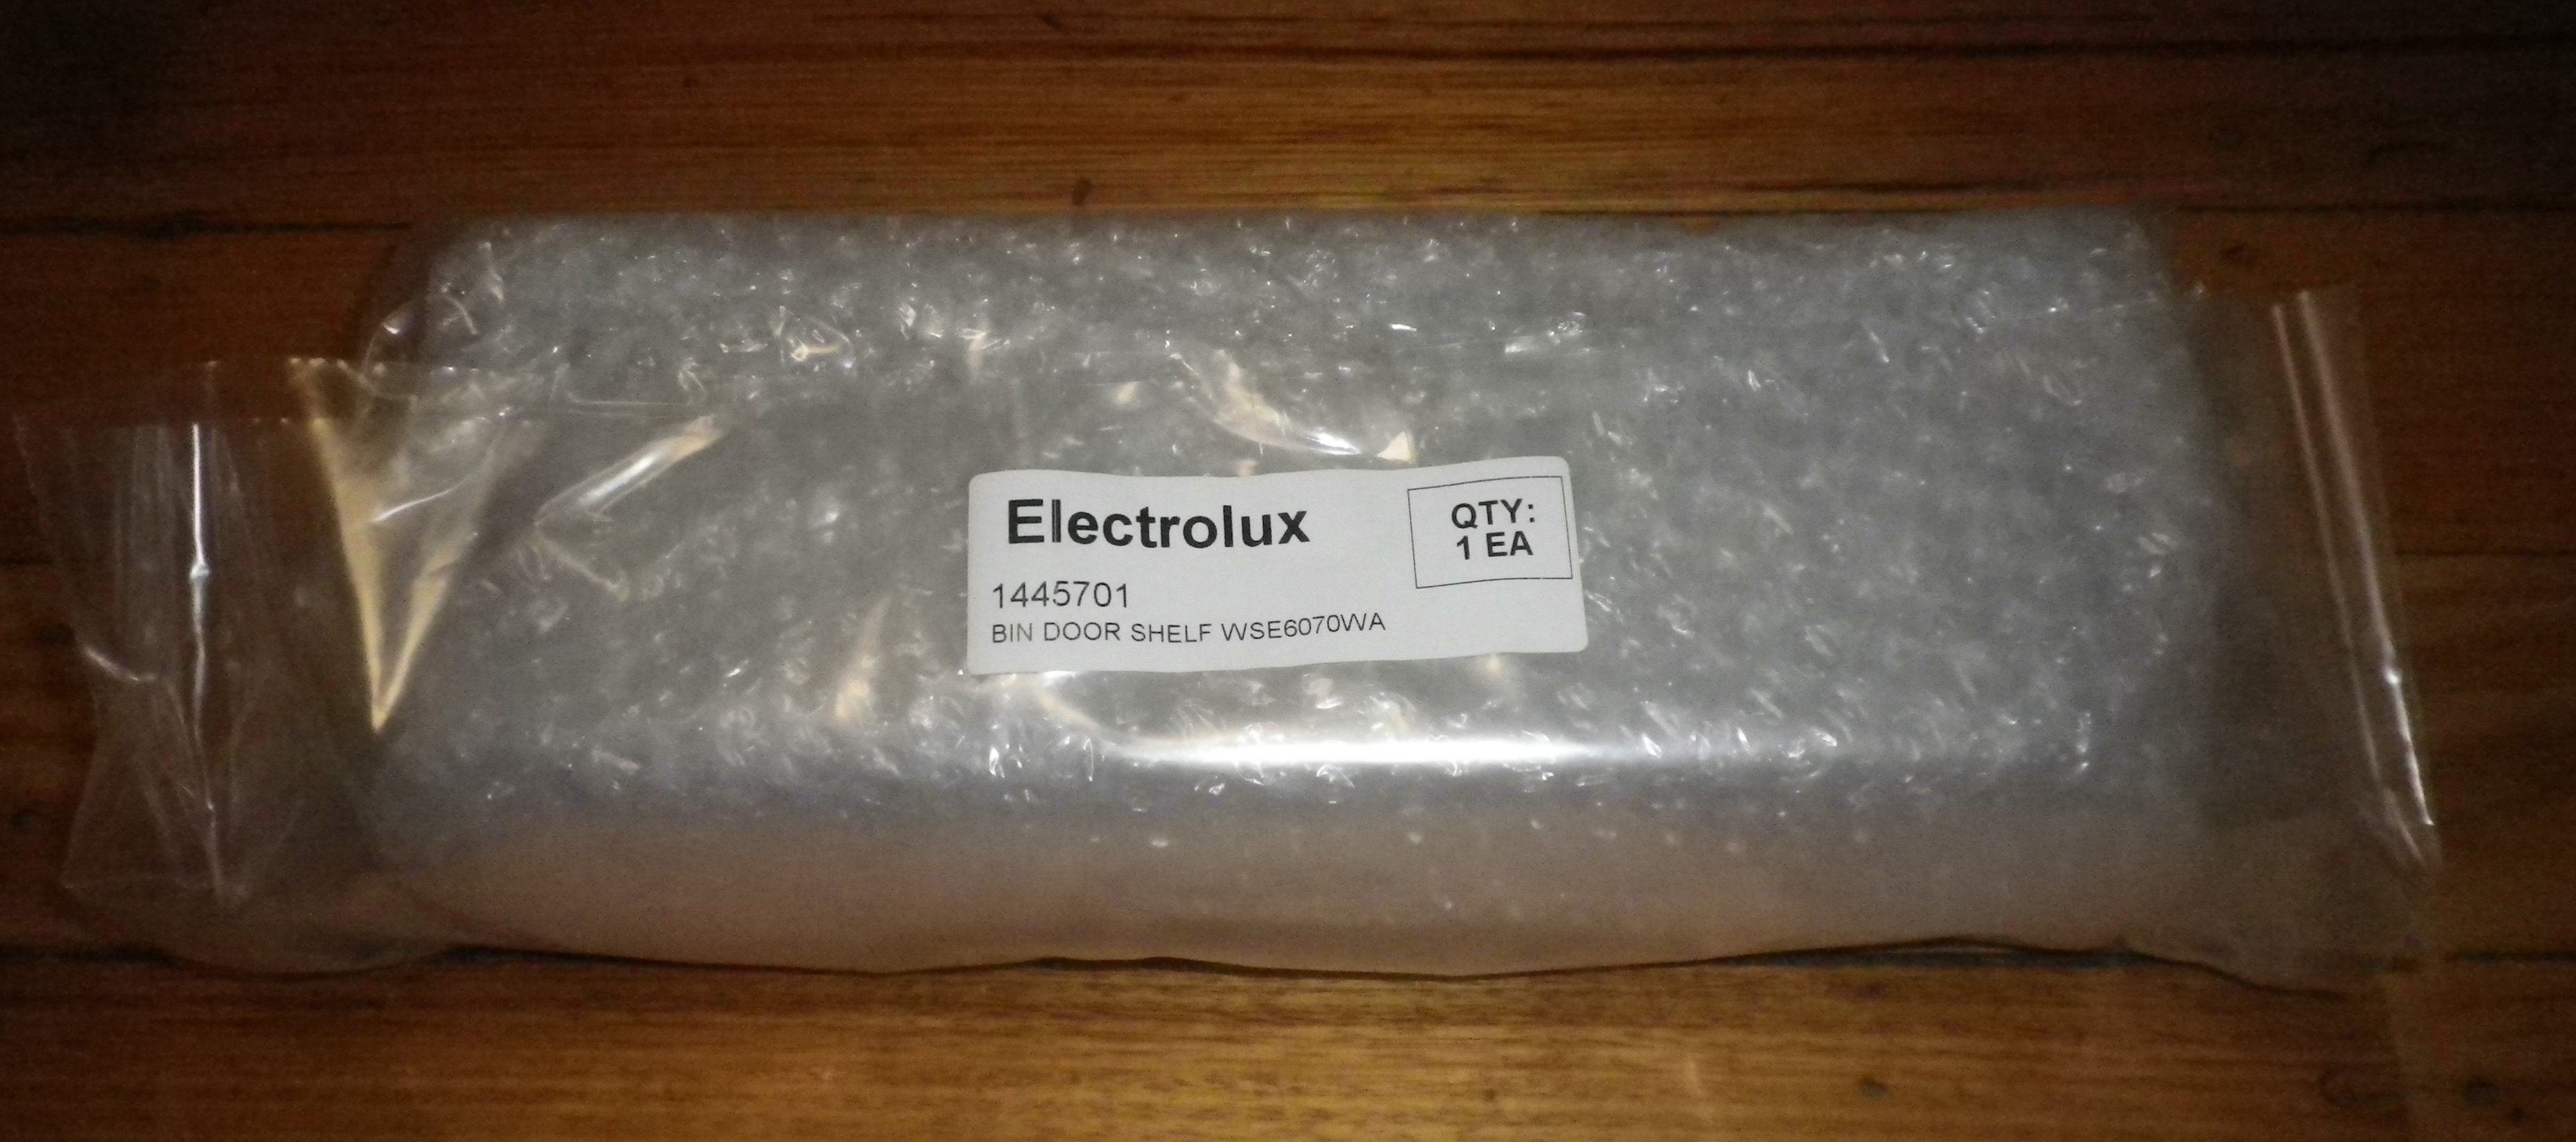 Electrolux
QTY:
1 EA
1445701
BIN DOOR SHELF WSE6070WA